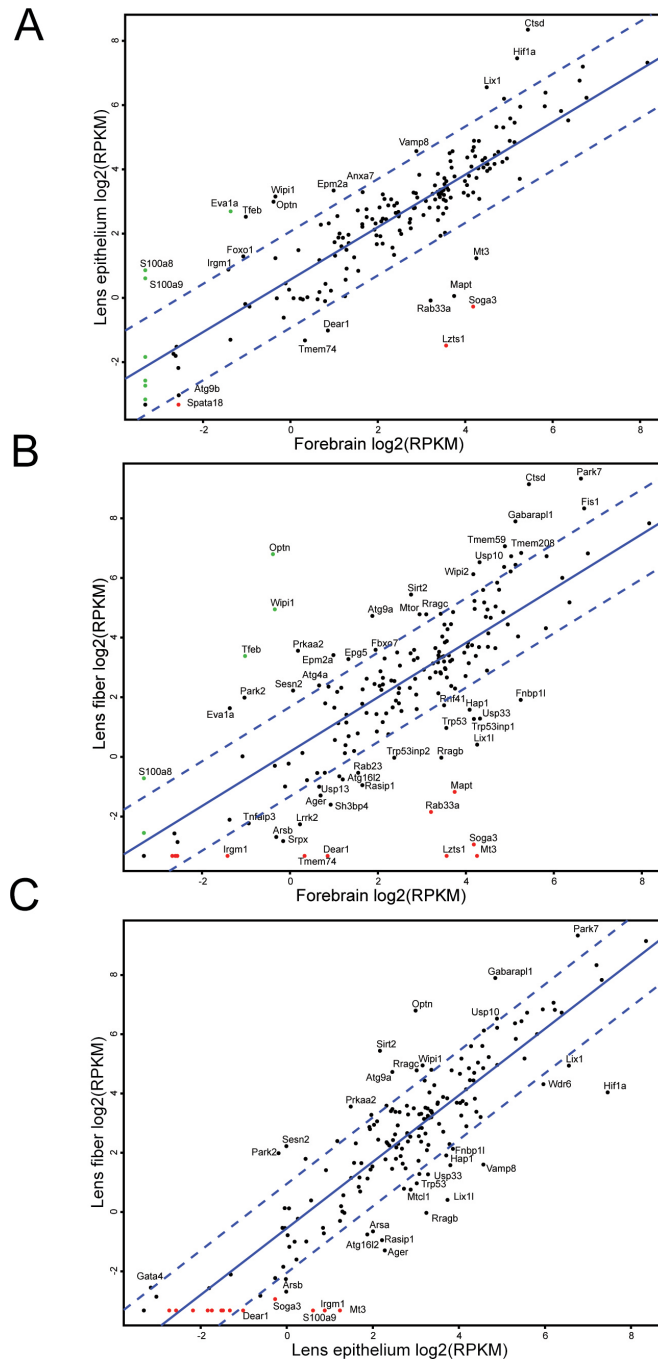 A
Ctsd
Hif1a
Lix1
Vamp8
Epm2a
Anxa7
Wipi1
Optn
Eva1a
Tfeb
Foxo1
Irgm1
S100a8
S100a9
Mt3
Mapt
Rab33a
Soga3
Lzts1
Dear1
Tmem74
Atg9b
Spata18
Lens epithelium log2(RPKM)
8
6
4
2
0
-2
-2
0
2
4
6
8
Forebrain log2(RPKM)
B
Ctsd
Park7
Fis1
Gabarapl1
Tmem59
Tmem208
Usp10
Wipi2
Optn
Sirt2
Wipi1
Atg9a
Mtor
Rragc
Tfeb
Prkaa2
Epm2a
Epg5
Fbxo7
Sesn2
Atg4a
Park2
Eva1a
Rnf41
Hap1
Fnbp1l
Usp33
Trp53
Trp53inp1
Lix1l
Trp53inp2
Rragb
S100a8
Rab23
Atg16l2
Rasip1
Usp13
Ager
Sh3bp4
Mapt
Rab33a
Tnfaip3
Lrrk2
Arsb
Srpx
Irgm1
Tmem74
Dear1
Lzts1
Soga3
Mt3
Lens fiber log2(RPKM)
8
6
4
2
0
-2
-2
0
2
4
6
8
Forebrain log2(RPKM)
C
Park7
Gabarapl1
Optn
Usp10
Sirt2
Rragc
Wipi1
Atg9a
Lix1
Wdr6
Hif1a
Prkaa2
Sesn2
Park2
Fnbp1l
Hap1
Vamp8
Usp33
Trp53
Mtcl1
Lix1l
Rragb
Arsa
Atg16l2
Rasip1
Ager
Gata4
Arsb
Soga3
Dear1
Irgm1
S100a9
Mt3
Lens fiber log2(RPKM)
8
6
4
2
0
-2
-2
0
2
4
6
8
Lens epithelium log2(RPKM)